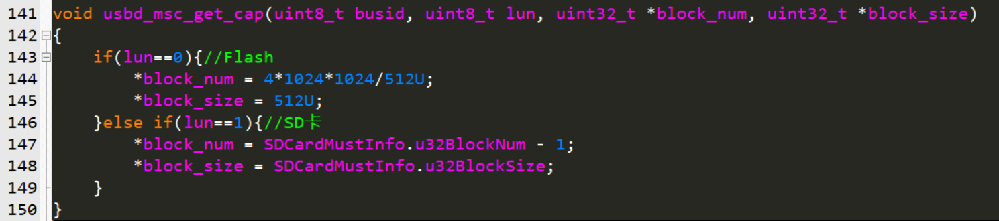 141 void usbd_msc_get_cap(uint8_t busid, uint8_t lun, uint32_t *block_num, uint32_t *block_size)
142 {
143     if(lun==0){//Flash
144         *block_num = 4*1024*1024/512U;
145         *block_size = 512U;
146     }else if(lun==1){//SD卡
147         *block_num = SDCardMustInfo.u32BlockNum - 1;
148         *block_size = SDCardMustInfo.u32BlockSize;
149     }
150 }